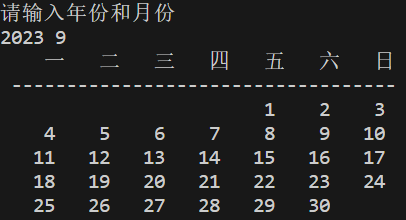 请输入年份和月份
2023 9
一 二 三 四 五 六 日
---------------------------------------
1 2 3
4 5 6 7 8 9 10
11 12 13 14 15 16 17
18 19 20 21 22 23 24
25 26 27 28 29 30